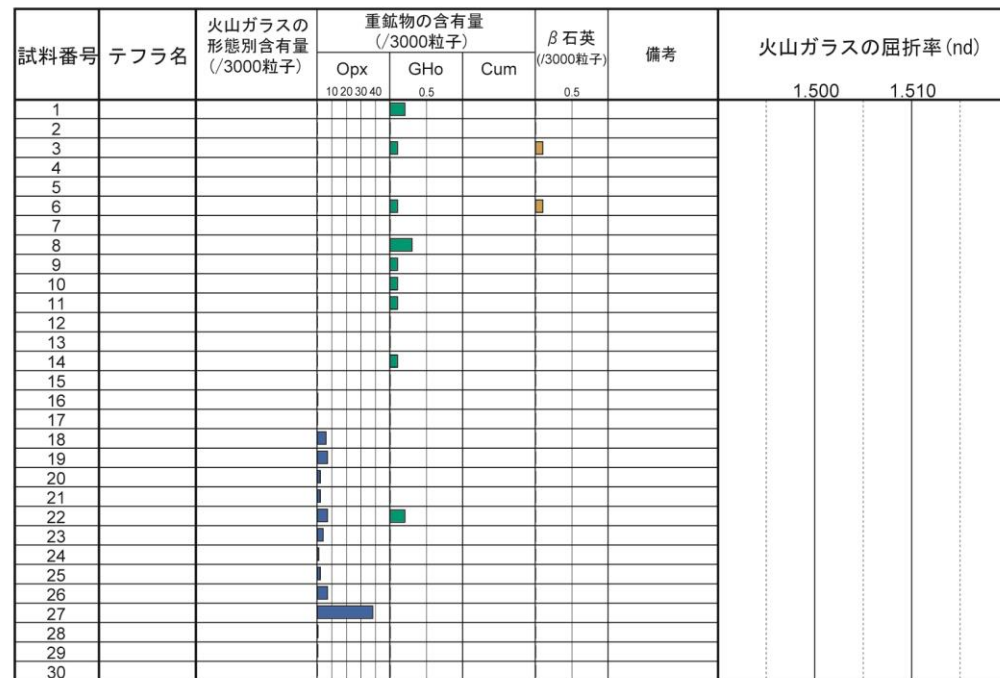 試料番号
テフラ名
火山ガラスの
形態別含有量
(/3000粒子)
重鉱物の含有量
(/3000粒子)
Opx
GHo
Cum
10 20 30 40
0.5
β石英
(/3000粒子)
0.5
備考
火山ガラスの屈折率(nd)
1.500
1.510
1
2
3
4
5
6
7
8
9
10
11
12
13
14
15
16
17
18
19
20
21
22
23
24
25
26
27
28
29
30